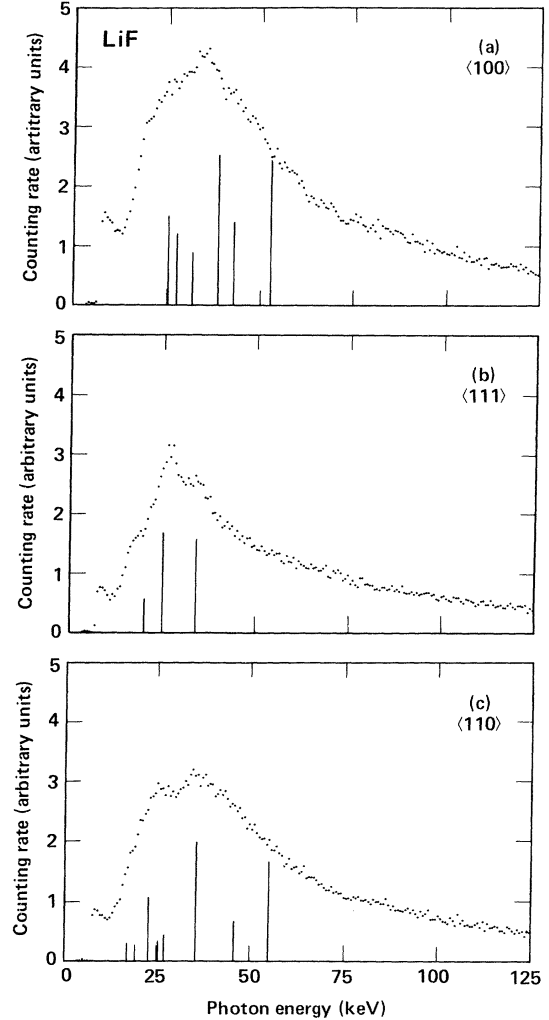 5
LiF
(a)
⟨100⟩
4
3
2
1
0
Counting rate (artitrary units)
5
(b)
⟨111⟩
4
3
2
1
0
Counting rate (arbitrary units)
5
(c)
⟨110⟩
4
3
2
1
0
Counting rate (arbitrary units)
0 25 50 75 100 125
Photon energy (keV)